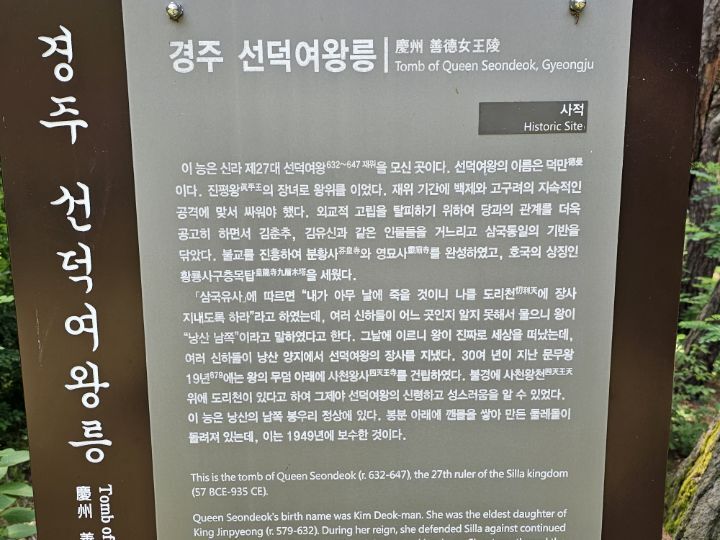 경주 선덕여왕릉
慶州 善
Tomb of
경주 선덕여왕릉 慶州 善德女王陵
Tomb of Queen Seondeok, Gyeongju
사적
Historic Site
이 능은 신라 제27대 선덕여왕632~647 재위을 모신 곳이다. 선덕여왕의 이름은 덕만德曼
이다. 진평왕眞平王의 장녀로 왕위를 이었다. 재위 기간에 백제와 고구려의 지속적인
공격에 맞서 싸워야 했다. 외교적 고립을 탈피하기 위하여 당과의 관계를 더욱
공고히 하면서 김춘추, 김유신과 같은 인물들을 거느리고 삼국통일의 기반을
닦았다. 불교를 진흥하여 분황사芬皇寺와 영묘사靈廟寺를 완성하였고, 호국의 상징인
황룡사구층목탑皇龍寺九層木塔을 세웠다.
「삼국유사」에 따르면 “내가 아무 날에 죽을 것이니 나를 도리천忉利天에 장사
지내도록 하라”라고 하였는데, 여러 신하들이 어느 곳인지 알지 못해서 물으니 왕이
“낭산 남쪽”이라고 말하였다고 한다. 그날에 이르니 왕이 진짜로 세상을 떠났는데,
여러 신하들이 낭산 양지에서 선덕여왕의 장사를 지냈다. 30여 년이 지난 문무왕
19년679에는 왕의 무덤 아래에 사천왕사四天王寺를 건립하였다. 불경에 사천왕천四天王天
위에 도리천이 있다고 하여 그제야 선덕여왕의 신령하고 성스러움을 알 수 있었다.
이 능은 낭산의 남쪽 봉우리 정상에 있다. 봉분 아래에 깬돌을 쌓아 만든 둘레돌이
둘려져 있는데, 이는 1949년에 보수한 것이다.
This is the tomb of Queen Seondeok (r. 632-647), the 27th ruler of the Silla kingdom
(57 BCE-935 CE).
Queen Seondeok's birth name was Kim Deok-man. She was the eldest daughter of
King Jinpyeong (r. 579-632). During her reign, she defended Silla against continued